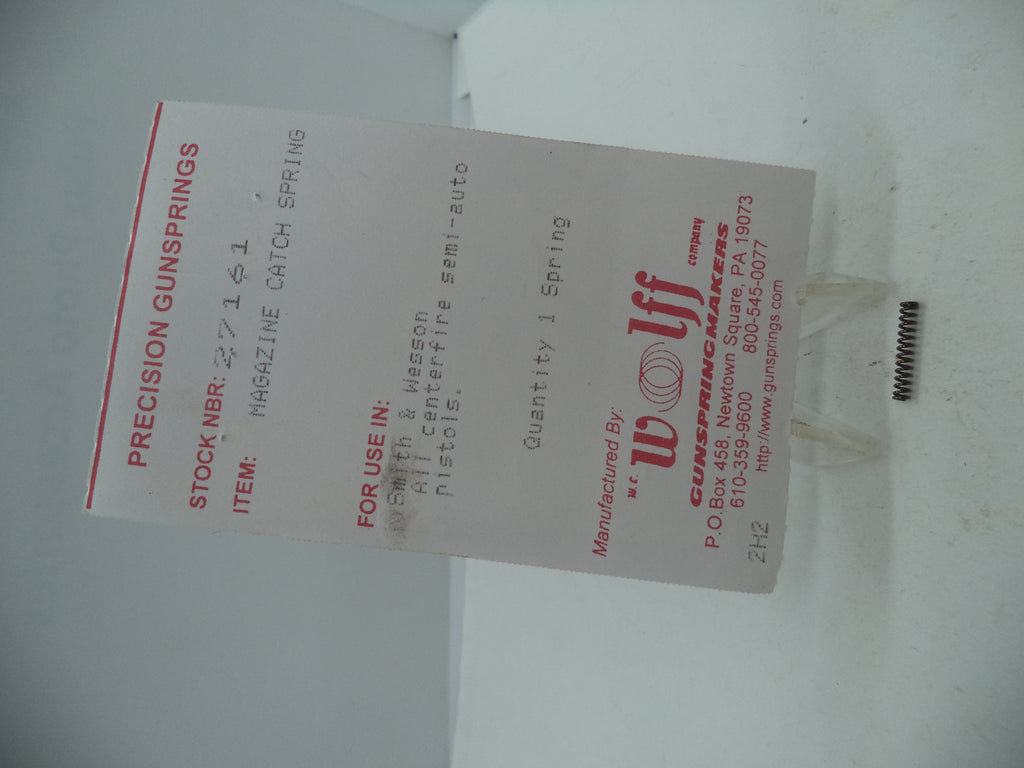 PRECISION GUNSPRINGS
STOCK NBR: 27161
ITEM: MAGAZINE CATCH SPRING
FOR USE IN:
Smith & Wesson
All centerfire semi-auto
pistols.
Quantity 1 Spring
Manufactured By:
W.C. Wolff company
GUNSPRINGMAKERS
P.O.Box 458, Newtown Square, PA 19073
610-359-9600 800-545-0077
http://www.gunsprings.com
2H2